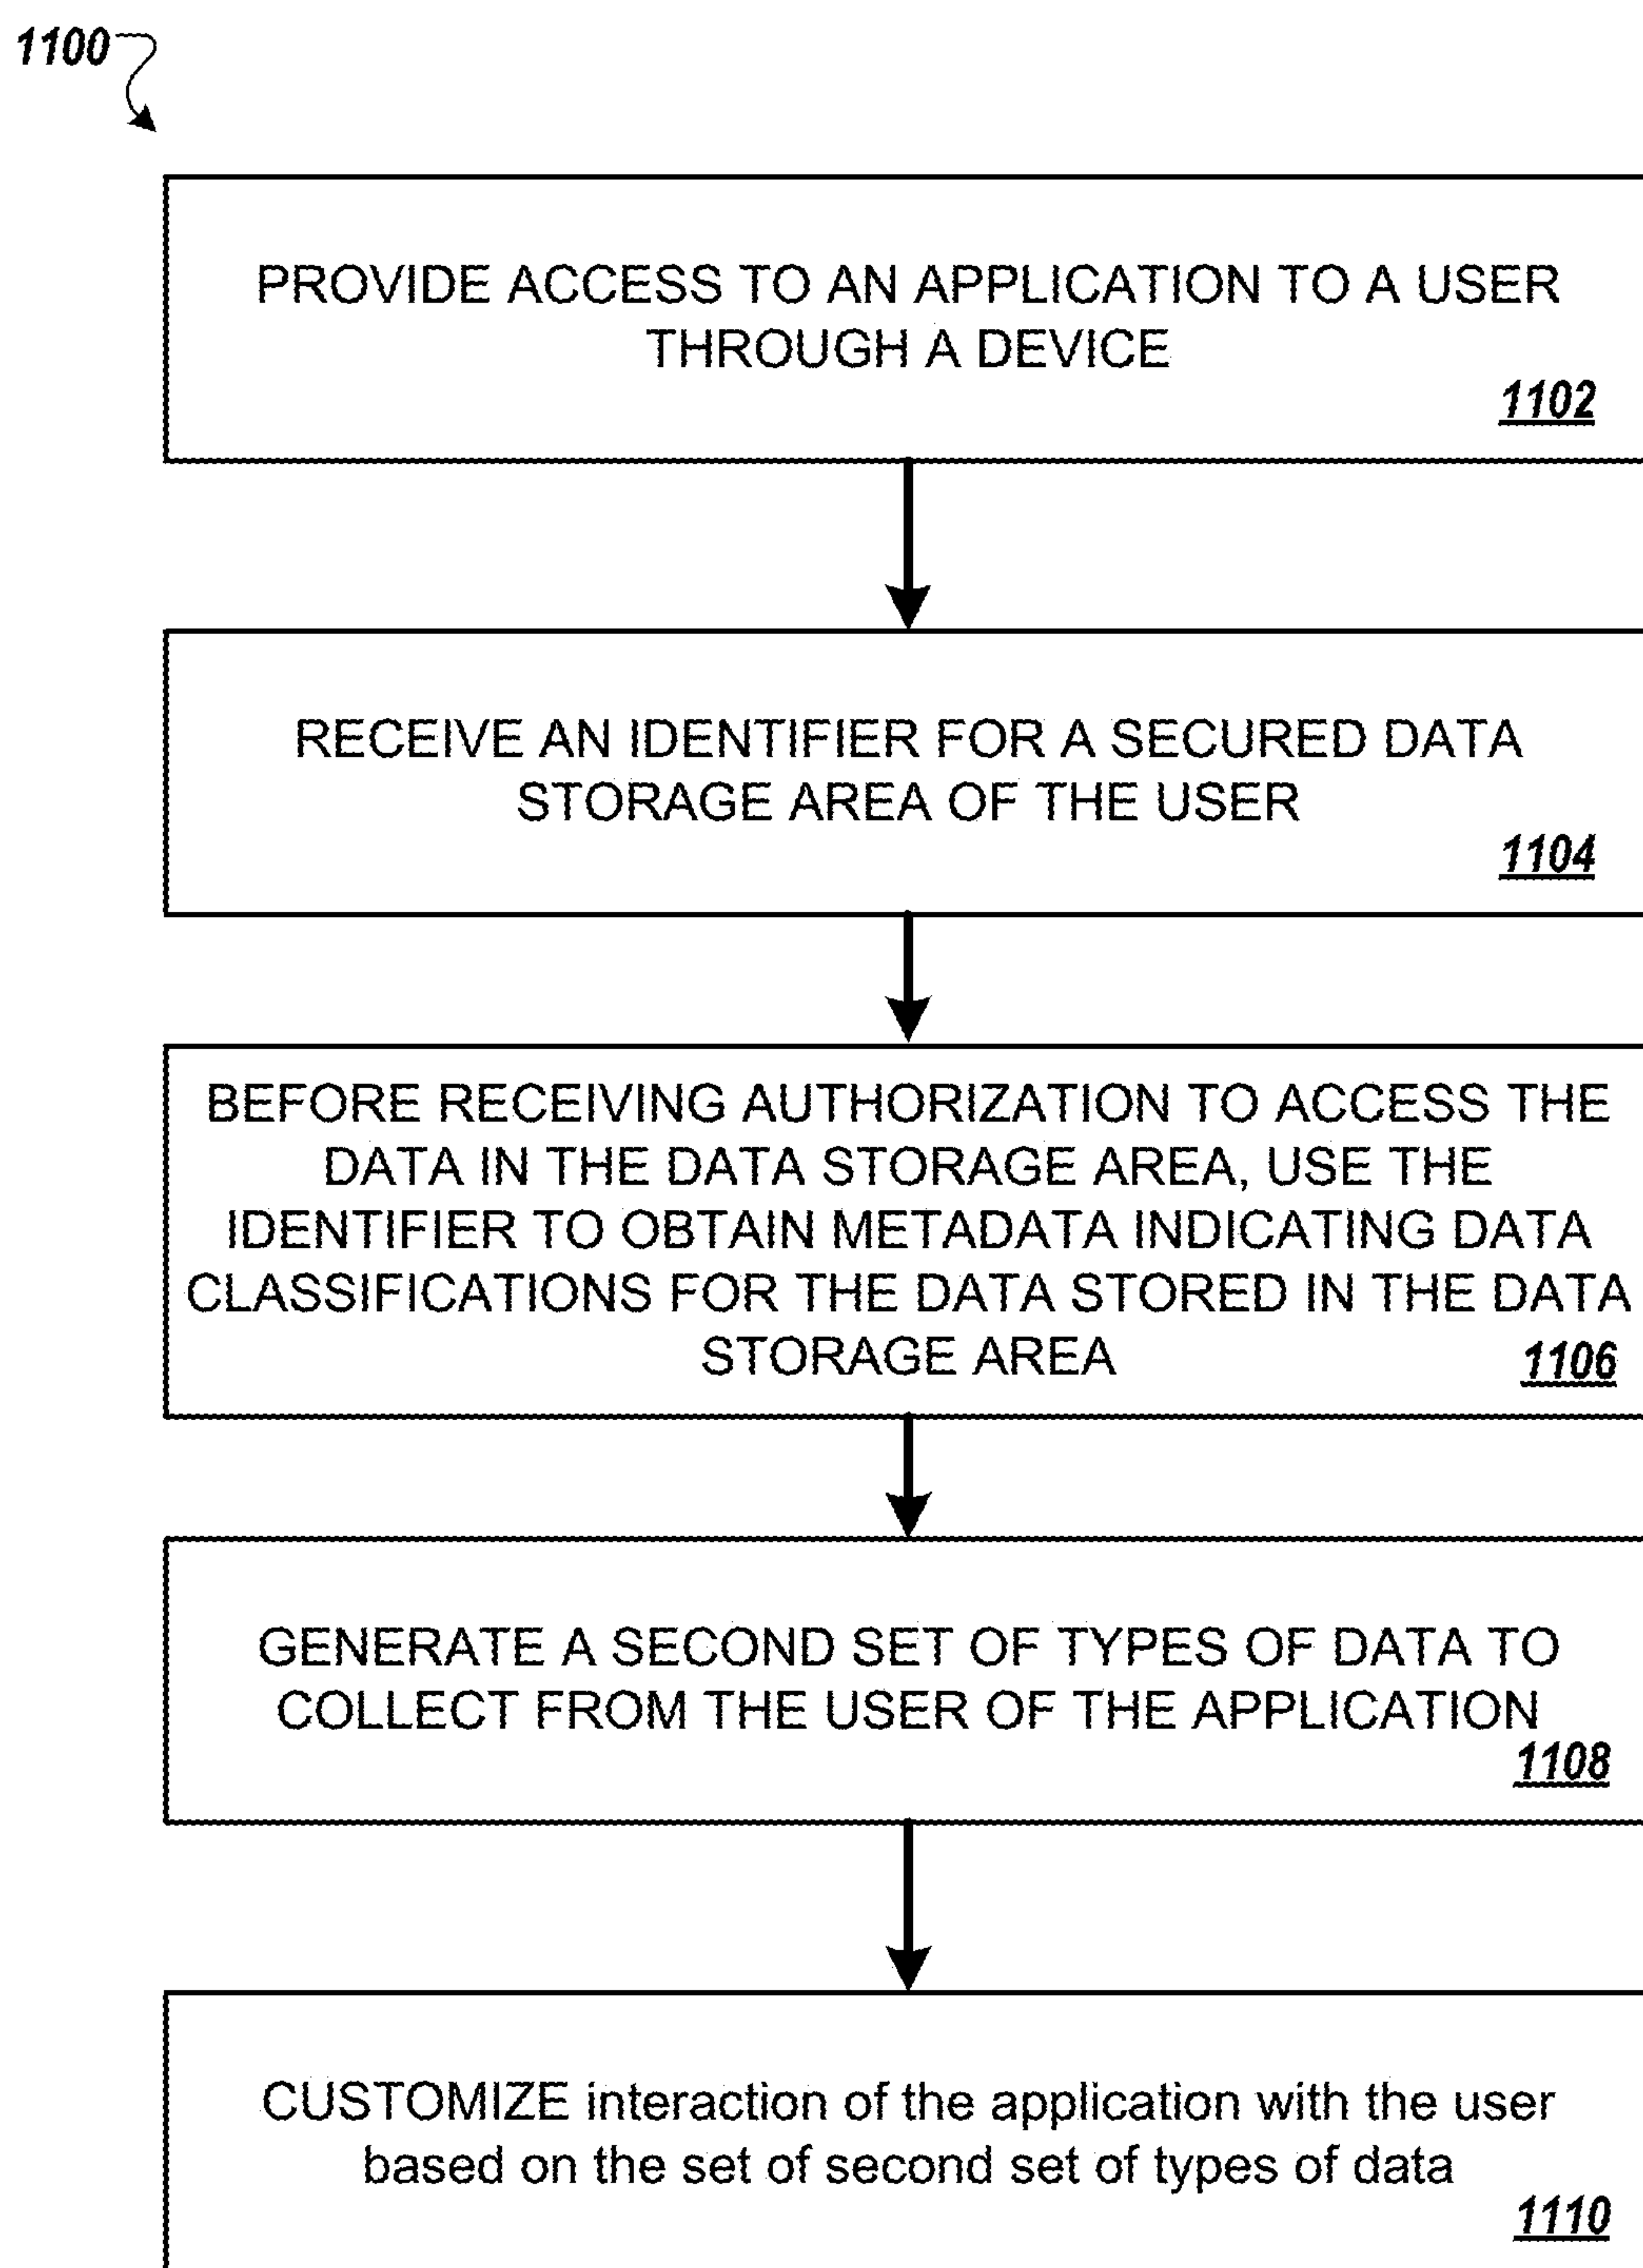 1100
PROVIDE ACCESS TO AN APPLICATION TO A USER
THROUGH A DEVICE
1102
RECEIVE AN IDENTIFIER FOR A SECURED DATA
STORAGE AREA OF THE USER
1104
BEFORE RECEIVING AUTHORIZATION TO ACCESS THE
DATA IN THE DATA STORAGE AREA, USE THE
IDENTIFIER TO OBTAIN METADATA INDICATING DATA
CLASSIFICATIONS FOR THE DATA STORED IN THE DATA
STORAGE AREA
1106
GENERATE A SECOND SET OF TYPES OF DATA TO
COLLECT FROM THE USER OF THE APPLICATION
1108
CUSTOMIZE interaction of the application with the user
based on the set of second set of types of data
1110